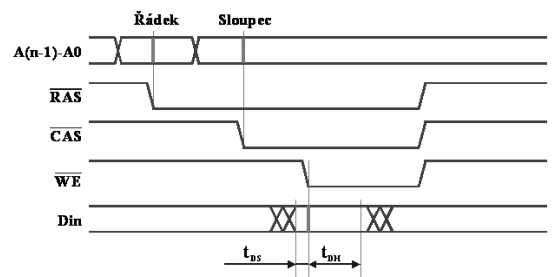 Řádek Sloupec
A(n-1)-A0
RAS
CAS
WE
Din
tDS tDH